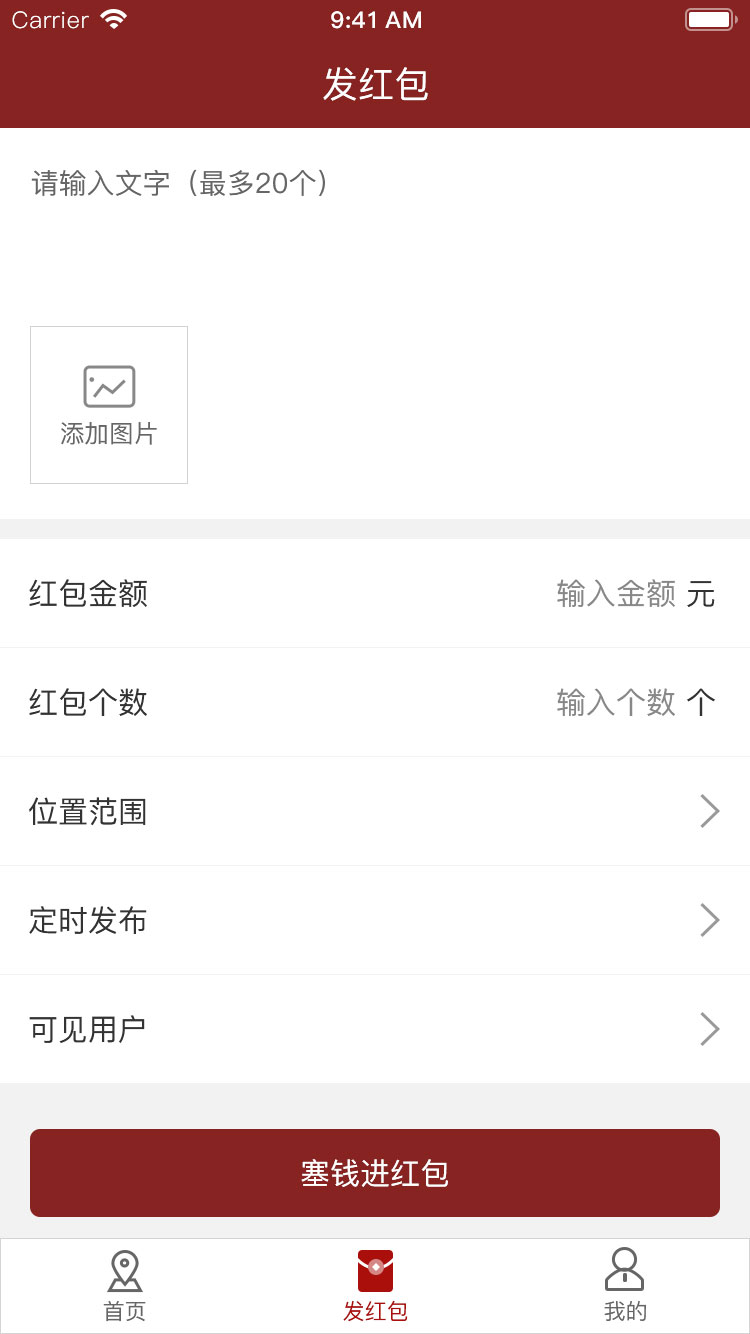 Carrier 9:41 AM
发红包
请输入文字（最多20个）
添加图片
红包金额 输入金额 元
红包个数 输入个数 个
位置范围
定时发布
可见用户
塞钱进红包
首页 发红包 我的